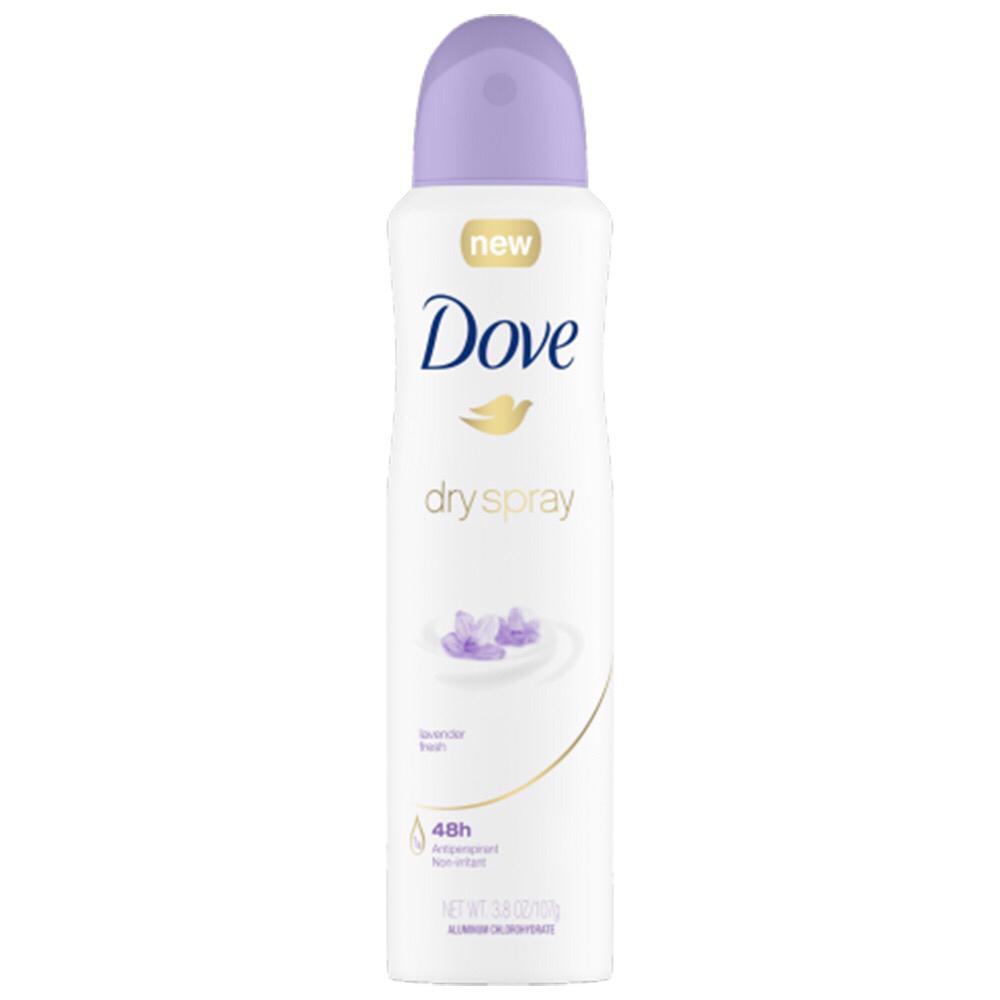 new
Dove
dry spray
lavender
fresh
48h
Antiperspirant
Non-irritant
NET WT. 3.8 OZ/107g
ALUMINUM CHLOROHYDRATE